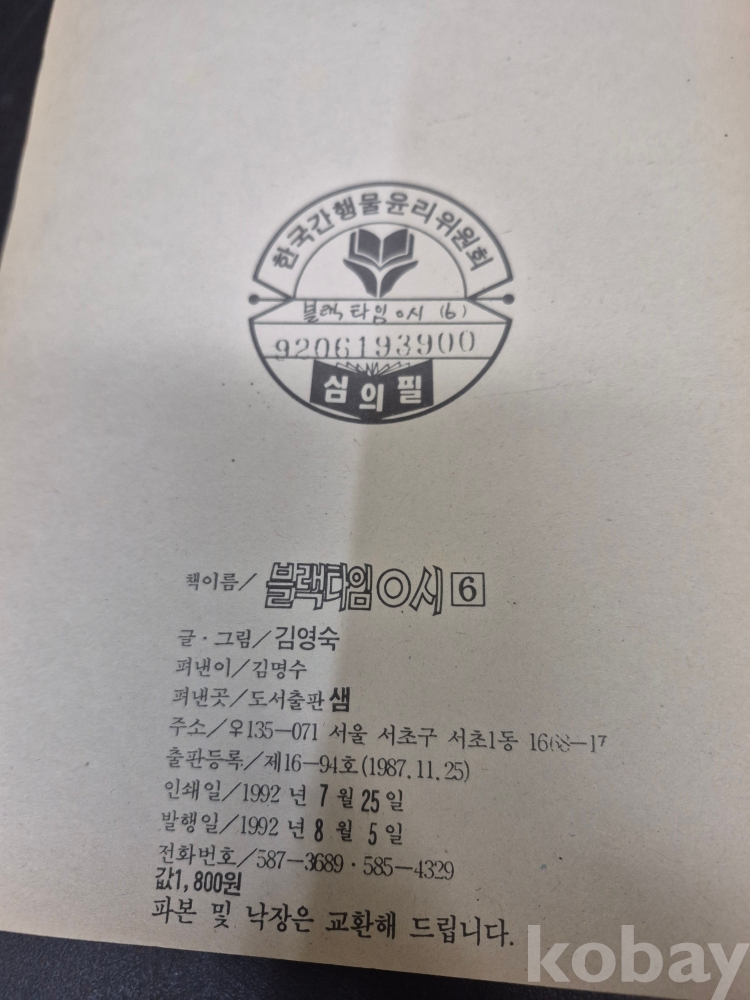 한국간행물윤리위원회
블랙타임 0시 (6)
9206193900
심의필
책이름/ 블랙타임 0시 6
글·그림/김영숙
펴낸이/김명수
펴낸곳/도서출판 샘
주소/우135-071 서울 서초구 서초1동 1668-17
출판등록/제16-94호(1987.11.25)
인쇄일/1992 년 7 월 25 일
발행일/1992 년 8 월 5 일
전화번호/587-3689·585-4329
값1,800원
파본 및 낙장은 교환해 드립니다.
kobay